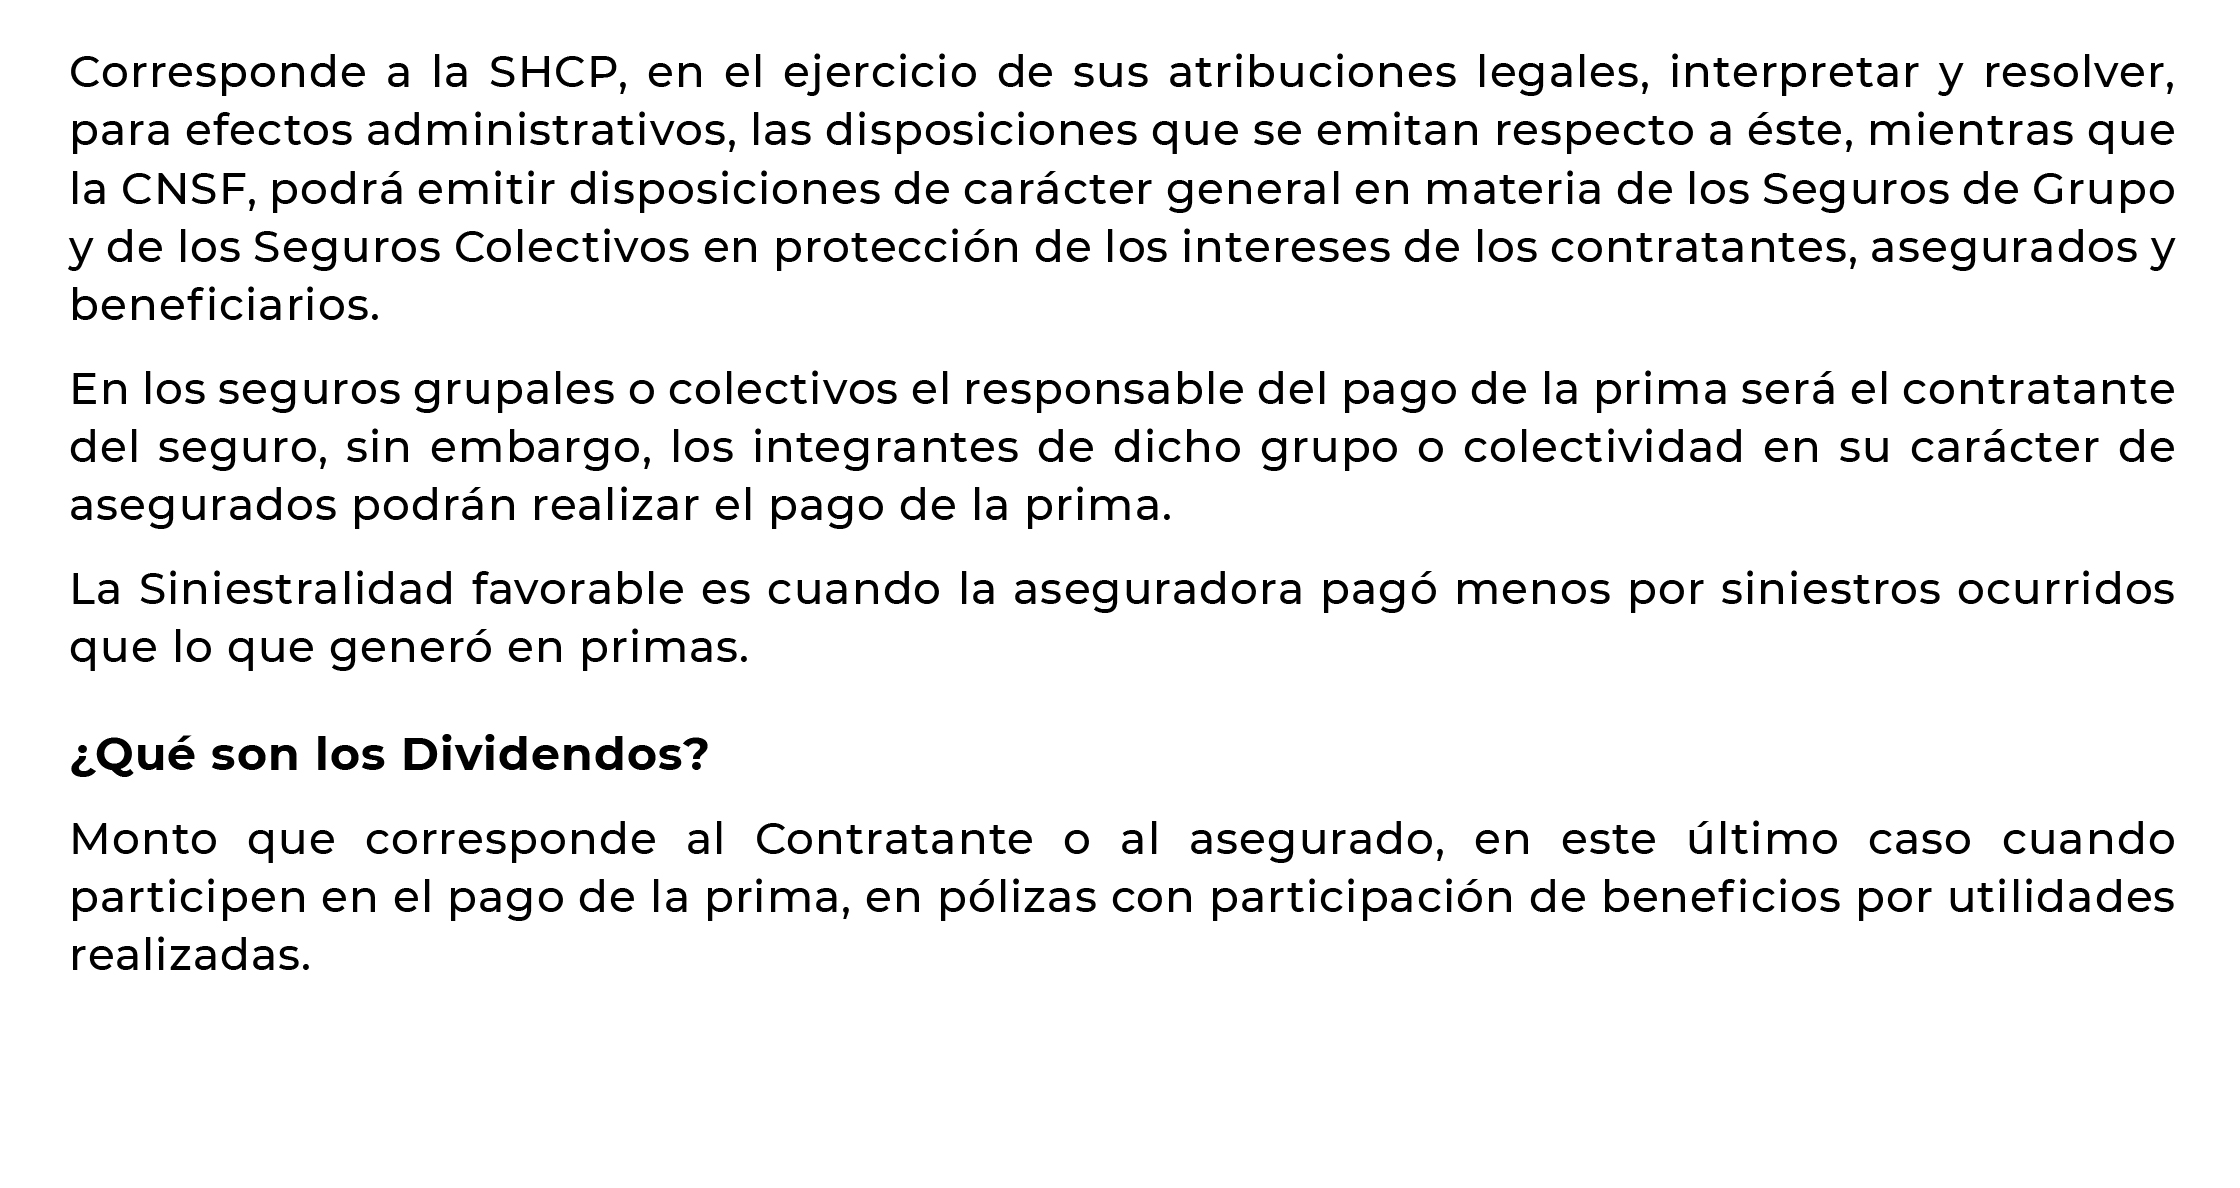 Corresponde a la SHCP, en el ejercicio de sus atribuciones legales, interpretar y resolver,
para efectos administrativos, las disposiciones que se emitan respecto a éste, mientras que
la CNSF, podrá emitir disposiciones de carácter general en materia de los Seguros de Grupo
y de los Seguros Colectivos en protección de los intereses de los contratantes, asegurados y
beneficiarios.
En los seguros grupales o colectivos el responsable del pago de la prima será el contratante
del seguro, sin embargo, los integrantes de dicho grupo o colectividad en su carácter de
asegurados podrán realizar el pago de la prima.
La Siniestralidad favorable es cuando la aseguradora pagó menos por siniestros ocurridos
que lo que generó en primas.
¿Qué son los Dividendos?
Monto que corresponde al Contratante o al asegurado, en este último caso cuando
participen en el pago de la prima, en pólizas con participación de beneficios por utilidades
realizadas.